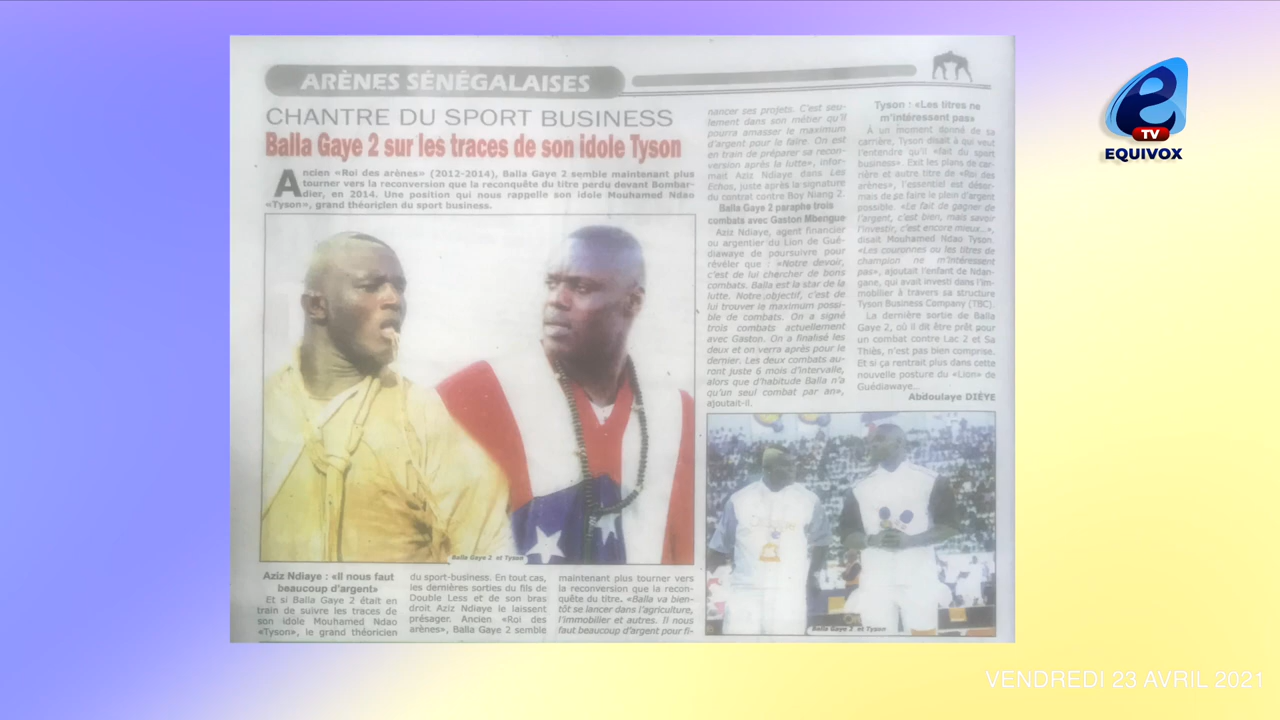 ARÈNES SÉNÉGALAISES
CHANTRE DU SPORT BUSINESS
Balla Gaye 2 sur les traces de son idole Tyson
Ancien «Roi des arènes» (2012-2014), Balla Gaye 2 semble maintenant plus
tourner vers la reconversion que la reconquête du titre perdu devant Bombar-
dier, en 2014. Une position qui nous rappelle son idole Mouhamed Ndao
«Tyson», grand théoricien du sport business.
Balla Gaye 2 et Tyson
Aziz Ndiaye : «Il nous faut
beaucoup d'argent»
Et si Balla Gaye 2 était en
train de suivre les traces de
son idole Mouhamed Ndao
«Tyson», le grand théoricien
du sport-business. En tout cas,
les dernières sorties du fils de
Double Less et de son bras
droit Aziz Ndiaye le laissent
présager. Ancien «Roi des
arènes», Balla Gaye 2 semble
maintenant plus tourner vers
la reconversion que la recon-
quête du titre. «Balla va bien-
tôt se lancer dans l'agriculture,
l'immobilier et autres. Il nous
faut beaucoup d'argent pour fi-
nancer ses projets. C'est seu-
lement dans son métier qu'il
pourra amasser le maximum
d'argent pour le faire. On est
en train de préparer sa recon-
version après la lutte», infor-
mait Aziz Ndiaye dans Les
Echos, juste après la signature
du contrat contre Boy Niang 2.
Balla Gaye 2 paraphe trois
combats avec Gaston Mbengue
Aziz Ndiaye, agent financier
ou argentier du Lion de Gué-
diawaye de poursuivre pour
révéler que : «Notre devoir,
c'est de lui chercher de bons
combats. Balla est la star de la
lutte. Notre objectif, c'est de
lui trouver le maximum possi-
ble de combats. On a signé
trois combats actuellement
avec Gaston. On a finalisé les
deux et on verra après pour le
dernier. Les deux combats au-
ront juste 6 mois d'intervalle,
alors que d'habitude Balla n'a
qu'un seul combat par an»,
ajoutait-il.
Tyson : «Les titres ne
m'intéressent pas»
À un moment donné de sa
carrière, Tyson disait à qui veut
l'entendre qu'il «fait du sport
business». Exit les plans de car-
rière et autre titre de «Roi des
arènes», l'essentiel est désor-
mais de se faire le plein d'argent
possible. «Le fait de gagner de
l'argent, c'est bien, mais savoir
l'investir, c'est encore mieux...»,
disait Mouhamed Ndao Tyson.
«Les couronnes ou les titres de
champion ne m'intéressent
pas», ajoutait l'enfant de Ndan-
gane, qui avait investi dans l'im-
mobilier à travers sa structure
Tyson Business Company (TBC).
La dernière sortie de Balla
Gaye 2, où il dit être prêt pour
un combat contre Lac 2 et Sa
Thiès, n'est pas bien comprise.
Et si ça rentrait plus dans cette
nouvelle posture du «Lion» de
Guédiawaye...
Abdoulaye DIÉYE
Balla Gaye 2 et Tyson
e
TV
EQUIVOX
VENDREDI 23 AVRIL 2021